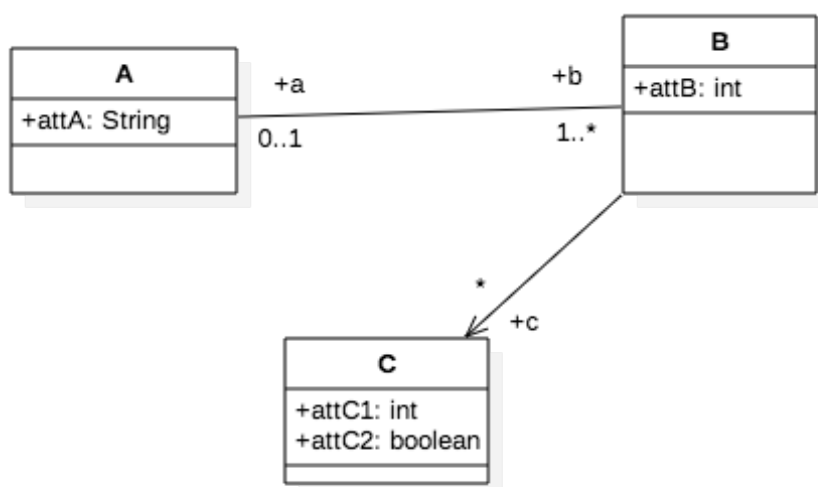 A
+attA: String
+a
0..1
+b
1..*
B
+attB: int
*
+c
C
+attC1: int
+attC2: boolean